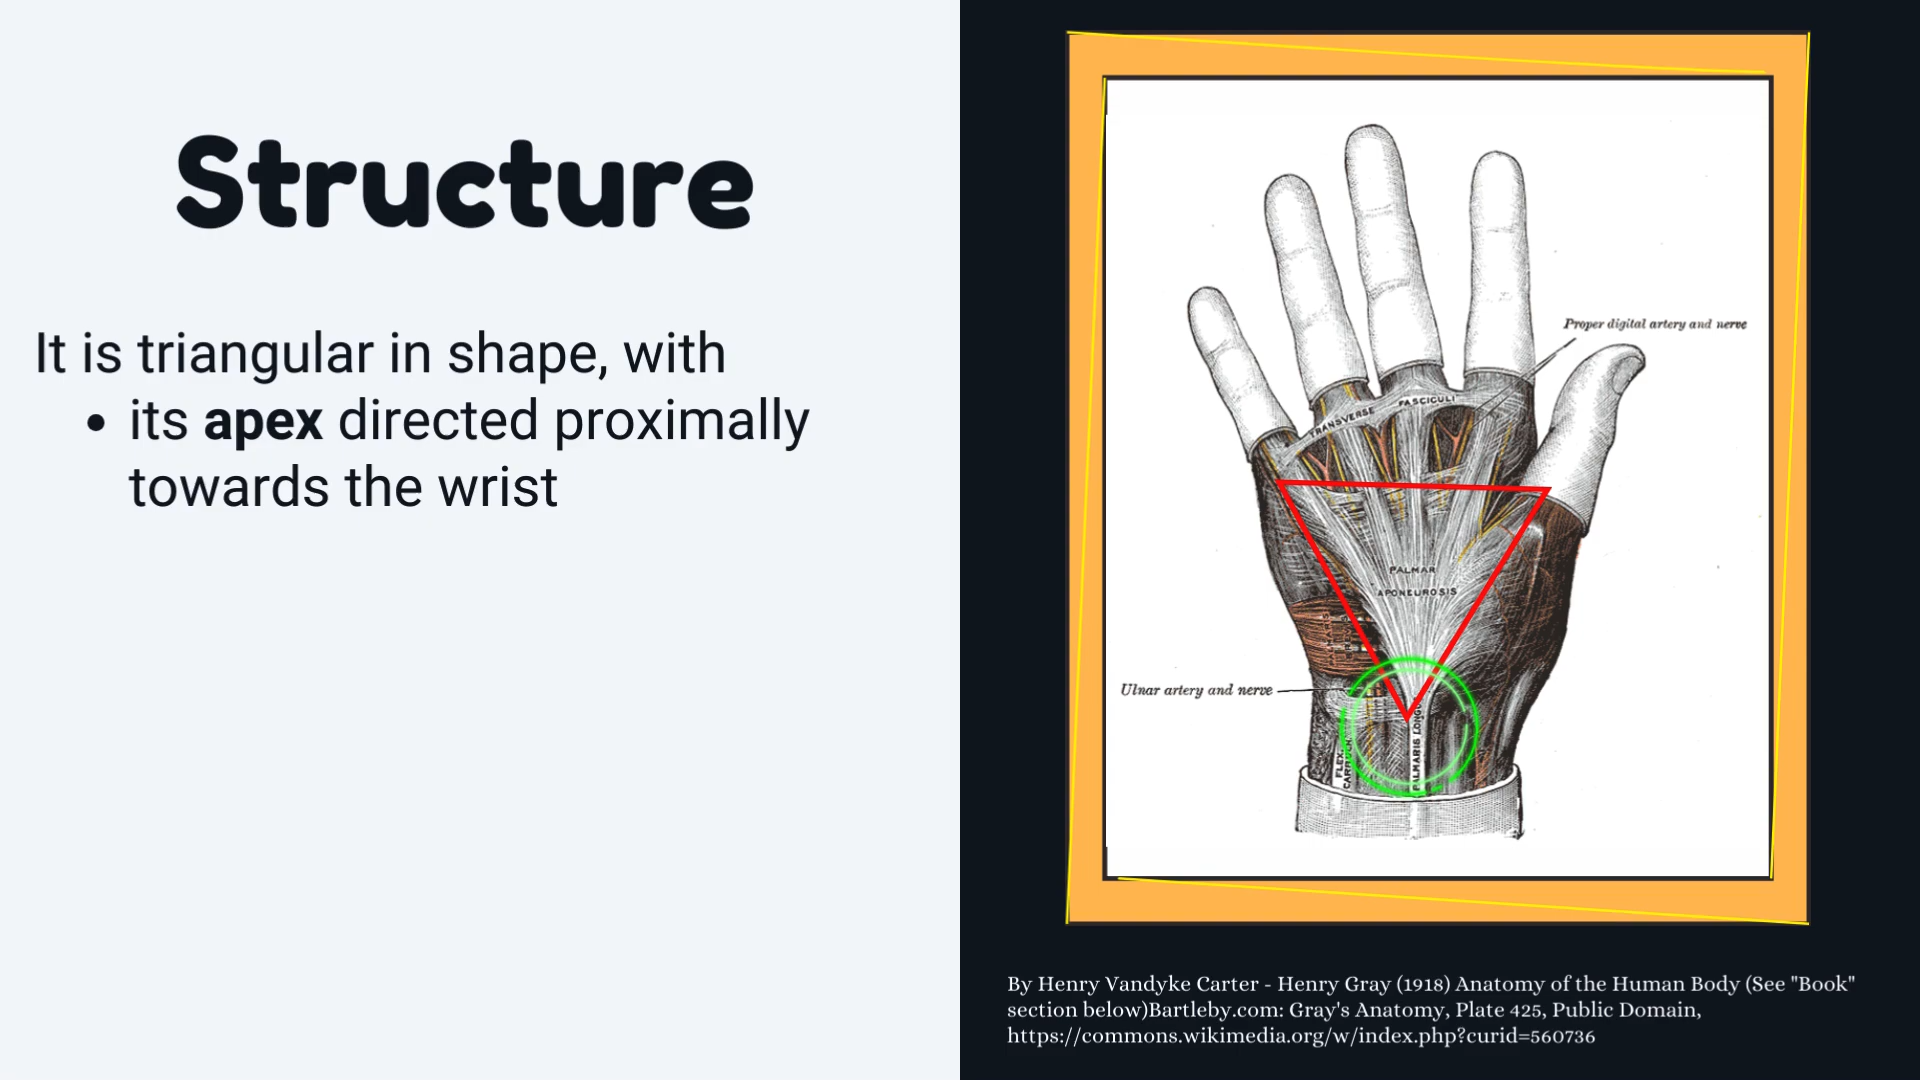 Structure
It is triangular in shape, with
• its apex directed proximally
towards the wrist
Proper digital artery and nerve
TRANSVERSE FASCICULI
PALMAR
APONEUROSIS
Ulnar artery and nerve
PALMARIS LONGU
FLEX.
By Henry Vandyke Carter - Henry Gray (1918) Anatomy of the Human Body (See "Book"
section below)Bartleby.com: Gray's Anatomy, Plate 425, Public Domain,
https://commons.wikimedia.org/w/index.php?curid=560736